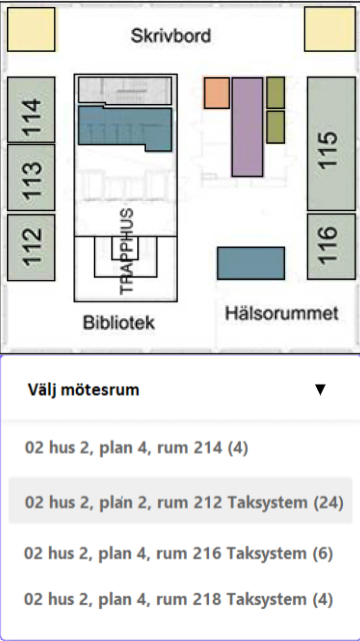 Skrivbord
114
113
112
115
116
TRAPPHUS
Bibliotek
Hälsorummet
Välj mötesrum ▼
02 hus 2, plan 4, rum 214 (4)
02 hus 2, plan 2, rum 212 Taksystem (24)
02 hus 2, plan 4, rum 216 Taksystem (6)
02 hus 2, plan 4, rum 218 Taksystem (4)